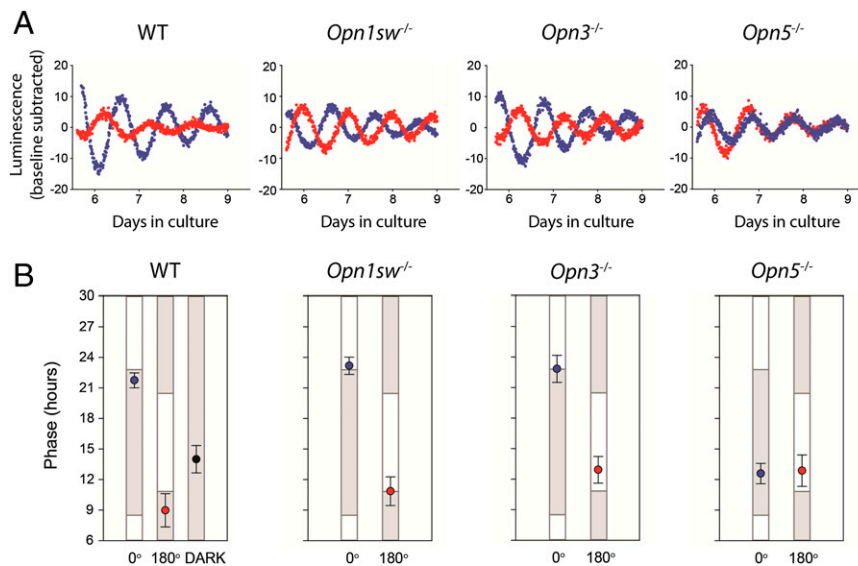 A
WT Opn1sw-/- Opn3-/- Opn5-/-
Luminescence
(baseline subtracted)
20 20 20 20
10 10 10 10
0 0 0 0
-10 -10 -10 -10
-20 -20 -20 -20
6 7 8 9 6 7 8 9 6 7 8 9 6 7 8 9
Days in culture Days in culture Days in culture Days in culture
B
WT Opn1sw-/- Opn3-/- Opn5-/-
Phase (hours)
30
27
24
21
18
15
12
9
6
0° 180° DARK 0° 180° 0° 180° 0° 180°